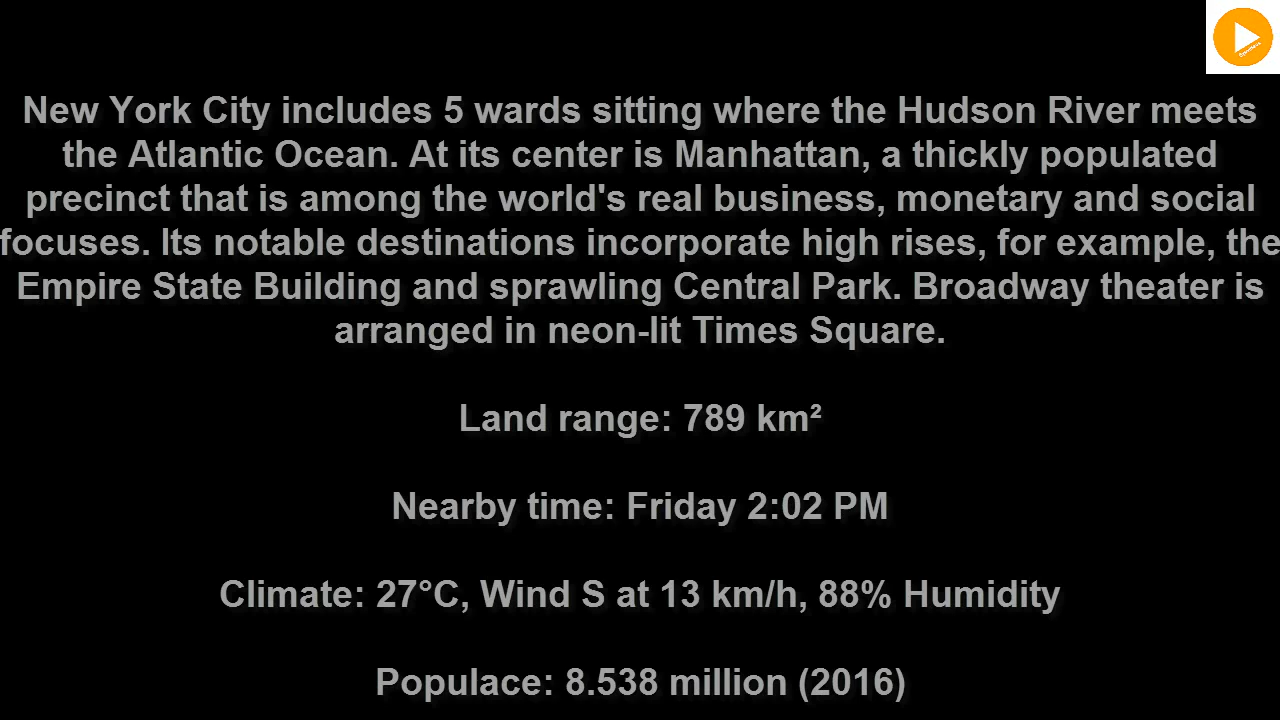 New York City includes 5 wards sitting where the Hudson River meets
the Atlantic Ocean. At its center is Manhattan, a thickly populated
precinct that is among the world's real business, monetary and social
focuses. Its notable destinations incorporate high rises, for example, the
Empire State Building and sprawling Central Park. Broadway theater is
arranged in neon-lit Times Square.
Land range: 789 km²
Nearby time: Friday 2:02 PM
Climate: 27°C, Wind S at 13 km/h, 88% Humidity
Populace: 8.538 million (2016)